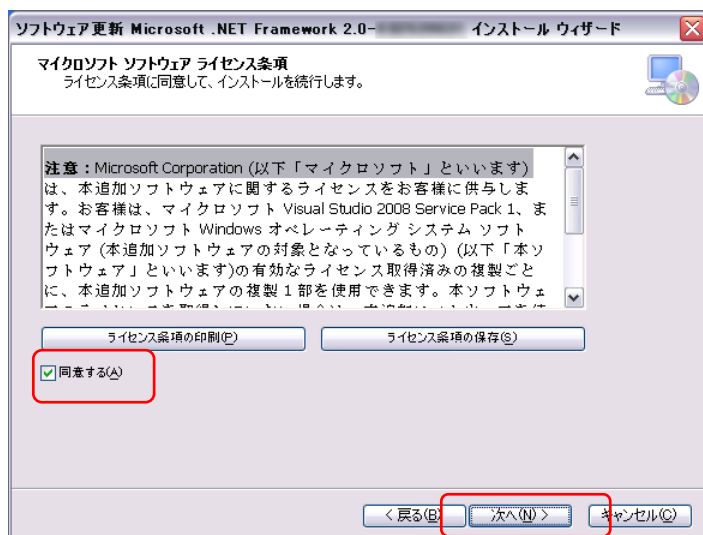 ソフトウェア更新 Microsoft .NET Framework 2.0- インストール ウィザード
マイクロソフト ソフトウェア ライセンス条項
ライセンス条項に同意して、インストールを続行します。
注意：Microsoft Corporation (以下「マイクロソフト」といいます)
は、本追加ソフトウェアに関するライセンスをお客様に供与しま
す。お客様は、マイクロソフト Visual Studio 2008 Service Pack 1、ま
たはマイクロソフト Windows オペレーティング システム ソフト
ウェア (本追加ソフトウェアの対象となっているもの) (以下「本ソ
フトウェア」といいます)の有効なライセンス取得済みの複製ごと
に、本追加ソフトウェアの複製１部を使用できます。本ソフトウェ
ライセンス条項の印刷(P)
ライセンス条項の保存(S)
同意する(A)
< 戻る(B)
次へ(N) >
キャンセル(C)